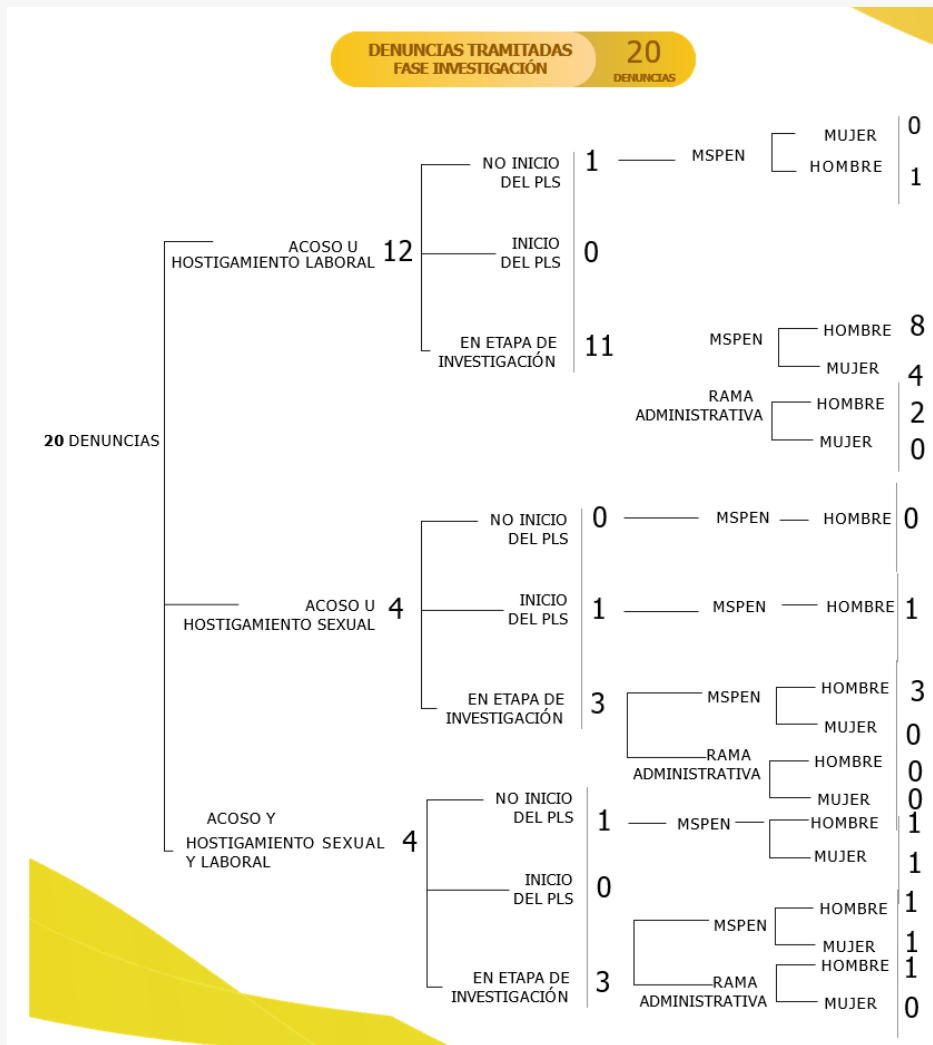 DENUNCIAS TRAMITADAS
FASE INVESTIGACIÓN
20
DENUNCIAS
20 DENUNCIAS
ACOSO U
HOSTIGAMIENTO LABORAL 12
NO INICIO
DEL PLS
1
MSPEN
MUJER 0
HOMBRE 1
INICIO
DEL PLS
0
EN ETAPA DE
INVESTIGACIÓN
11
MSPEN
HOMBRE 8
MUJER 4
RAMA
ADMINISTRATIVA
HOMBRE 2
MUJER 0
ACOSO U
HOSTIGAMIENTO SEXUAL
4
NO INICIO
DEL PLS
0
MSPEN
HOMBRE 0
INICIO
DEL PLS
1
MSPEN
HOMBRE 1
EN ETAPA DE
INVESTIGACIÓN
3
MSPEN
HOMBRE 3
MUJER 0
RAMA
ADMINISTRATIVA
HOMBRE 0
MUJER 0
ACOSO Y
HOSTIGAMIENTO SEXUAL
Y LABORAL
4
NO INICIO
DEL PLS
1
MSPEN
HOMBRE 1
MUJER 1
INICIO
DEL PLS
0
EN ETAPA DE
INVESTIGACIÓN
3
MSPEN
HOMBRE 1
MUJER 1
RAMA
ADMINISTRATIVA
HOMBRE 1
MUJER 0